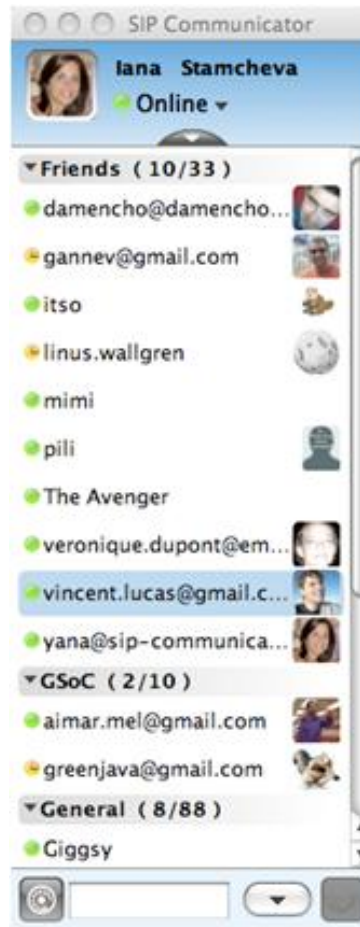 SIP Communicator
Iana Stamcheva
Online
Friends (10/33)
damencho@damencho...
gannev@gmail.com
itso
linus.wallgren
mimi
pili
The Avenger
veronique.dupont@em...
vincent.lucas@gmail.c...
yana@sip-communica...
GSoC (2/10)
aimar.mel@gmail.com
greenjava@gmail.com
General (8/88)
Giggsy